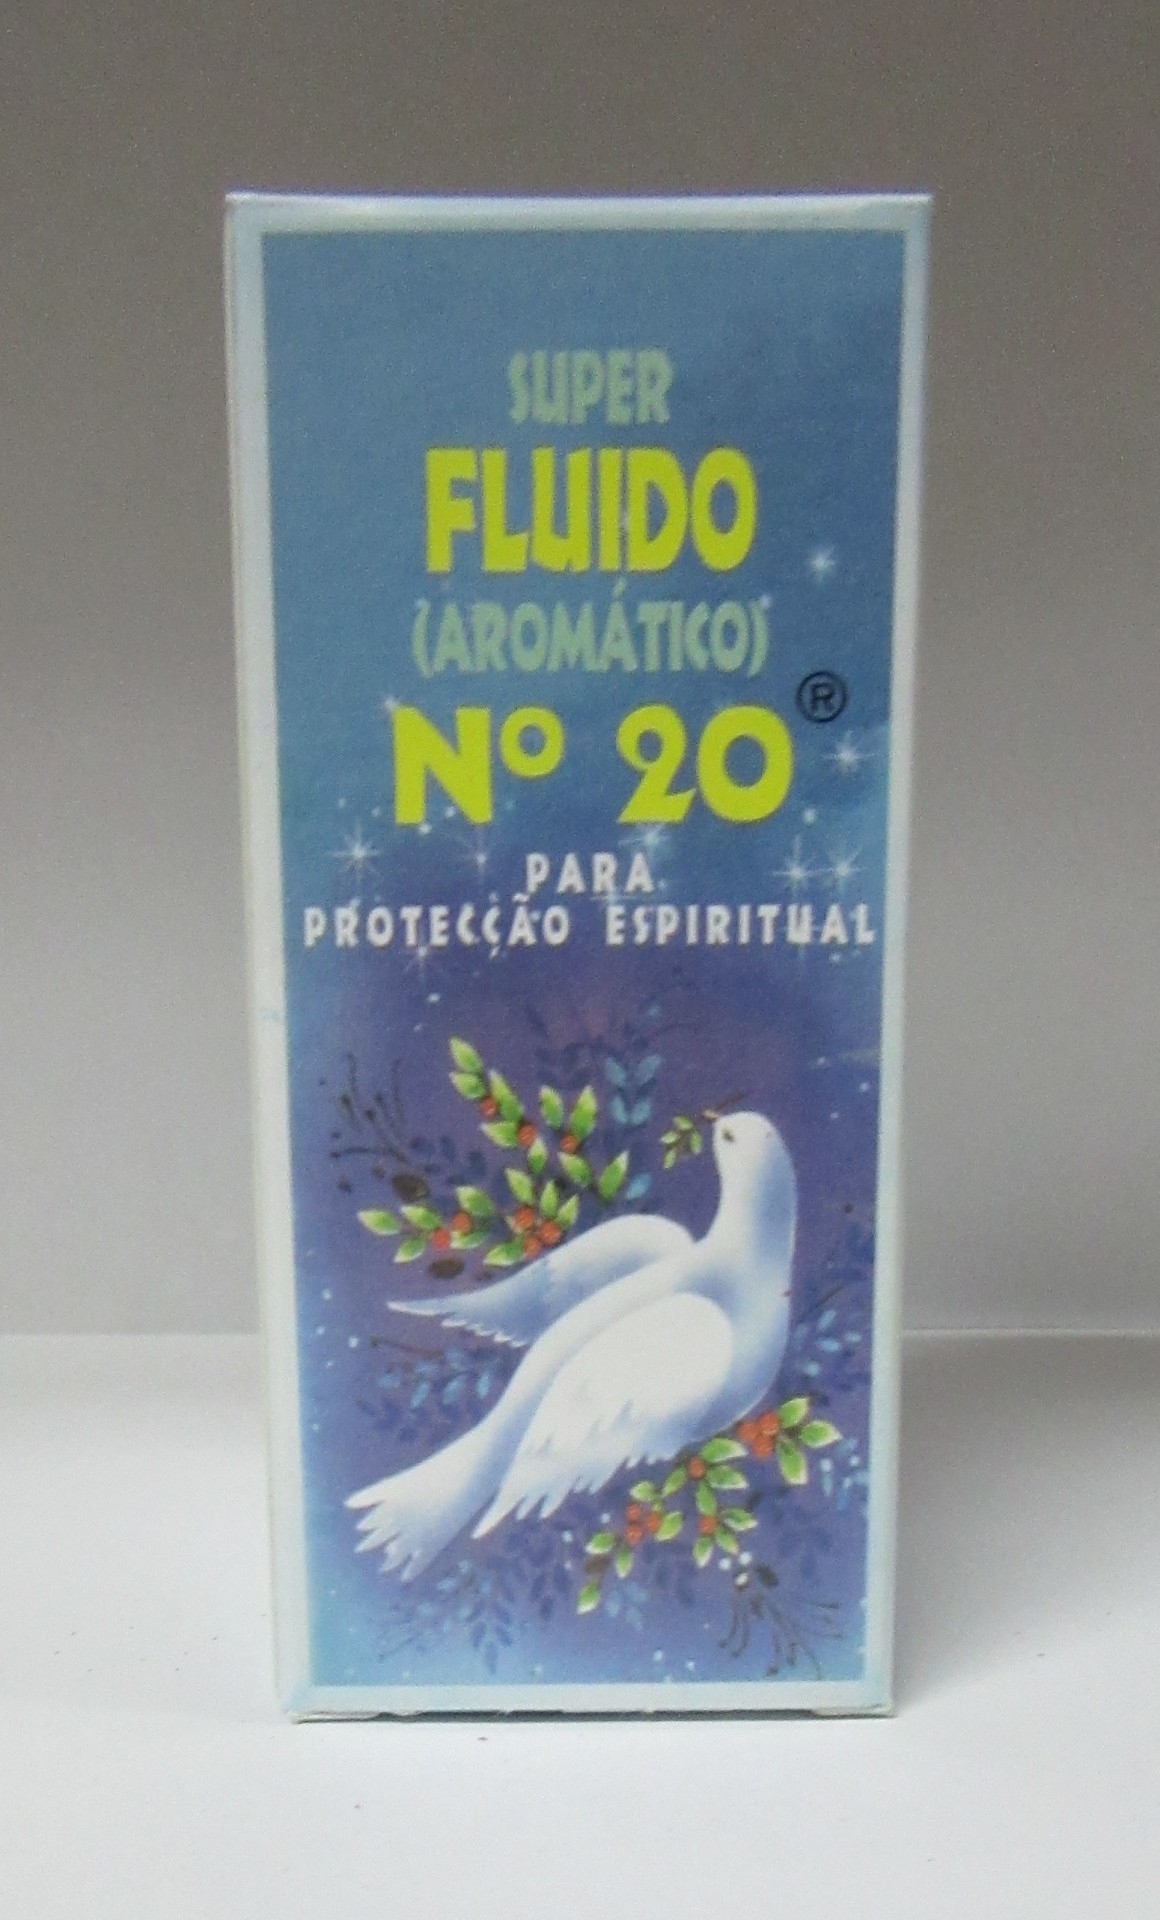 SUPER
FLUIDO
(AROMÁTICO)
Nº 20 ®
PARA
PROTECÇÃO ESPIRITUAL